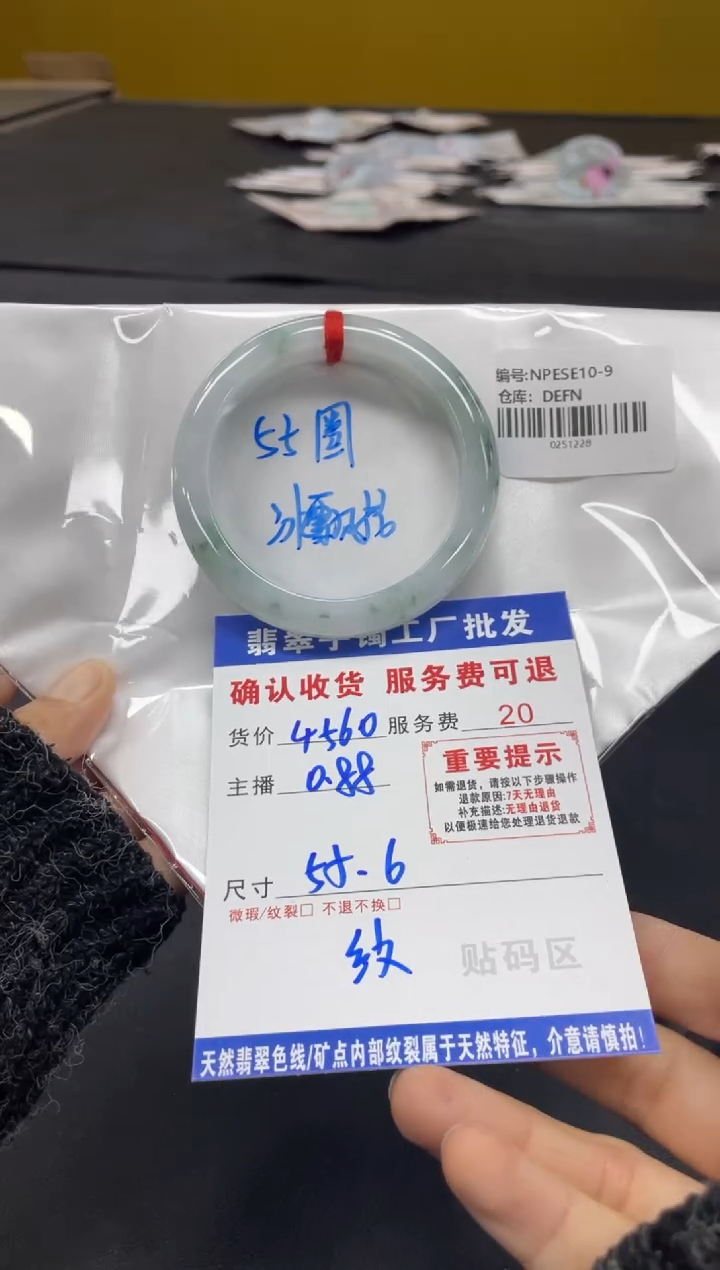 编号:NPESE10-9
仓库: DEFN
0251228
55圈
翡翠手镯工厂批发
确认收货 服务费可退
货价 4560 服务费 20
主播 0.88
重要提示
如需退货，请按以下步骤操作
退款原因:7天无理由
补充描述:无理由退货
以便极速给您处理退货退款
尺寸 55-6
微瑕/纹裂□ 不退不换□
纹
贴码区
天然翡翠色线/矿点内部纹裂属于天然特征，介意请慎拍!